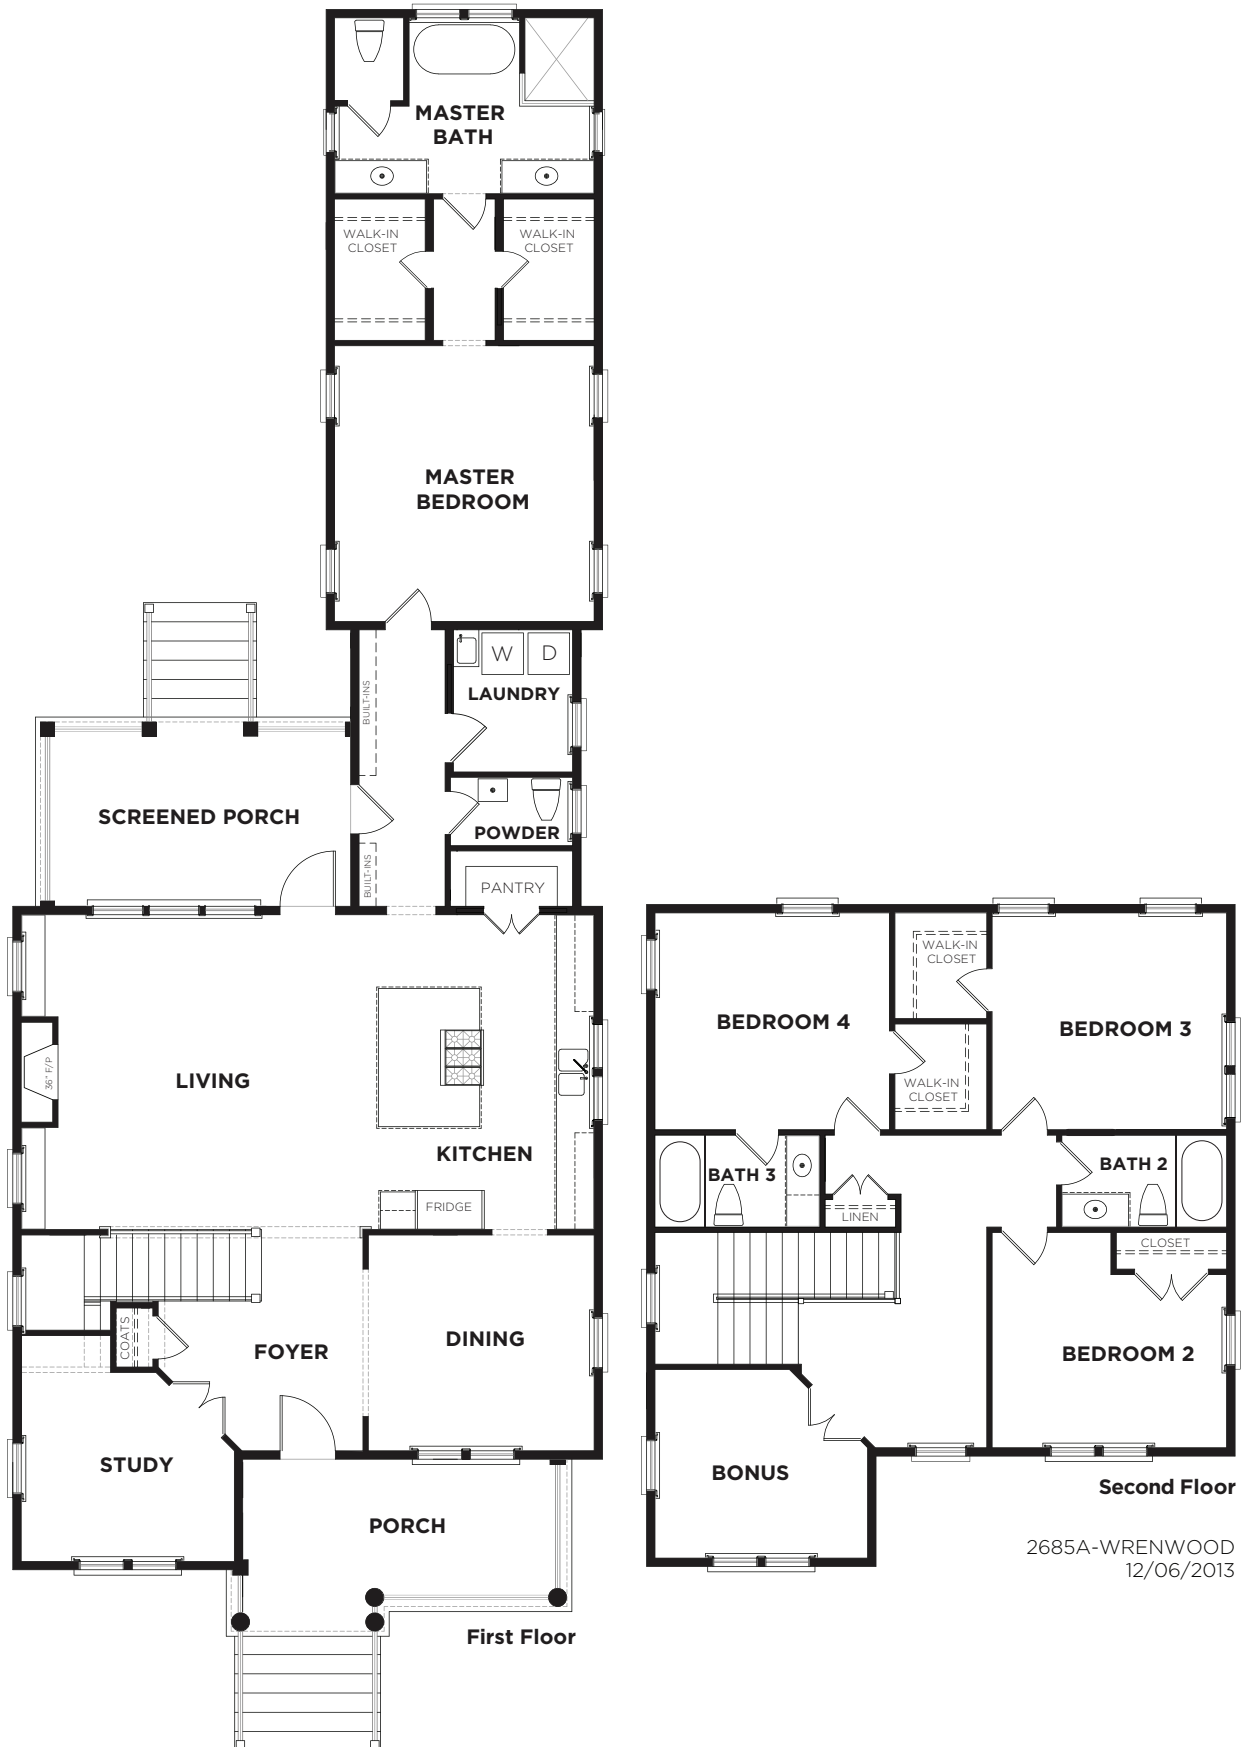 MASTER
BATH
WALK-IN
CLOSET
WALK-IN
CLOSET
MASTER
BEDROOM
W
D
LAUNDRY
BUILT-INS
SCREENED PORCH
POWDER
BUILT-INS
PANTRY
36" F/P
LIVING
KITCHEN
FRIDGE
COATS
FOYER
DINING
STUDY
PORCH
First Floor
WALK-IN
CLOSET
BEDROOM 4
BEDROOM 3
WALK-IN
CLOSET
BATH 3
BATH 2
LINEN
CLOSET
BEDROOM 2
BONUS
Second Floor
2685A-WRENWOOD
12/06/2013